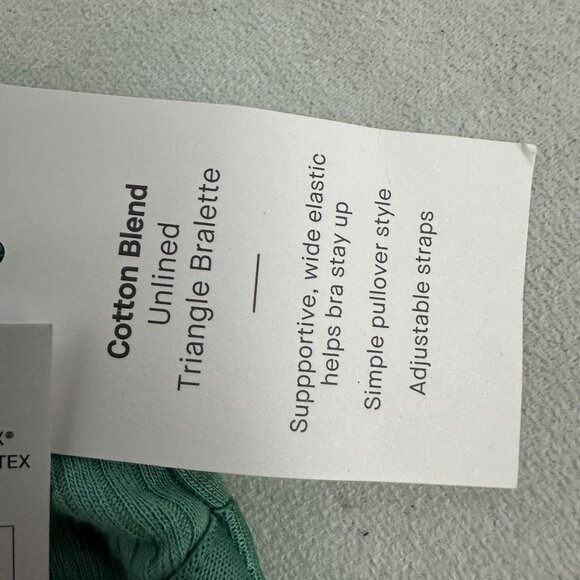 Cotton Blend
Unlined
Triangle Bralette
Suppportive, wide elastic
helps bra stay up
Simple pullover style
Adjustable straps
X®
TEX